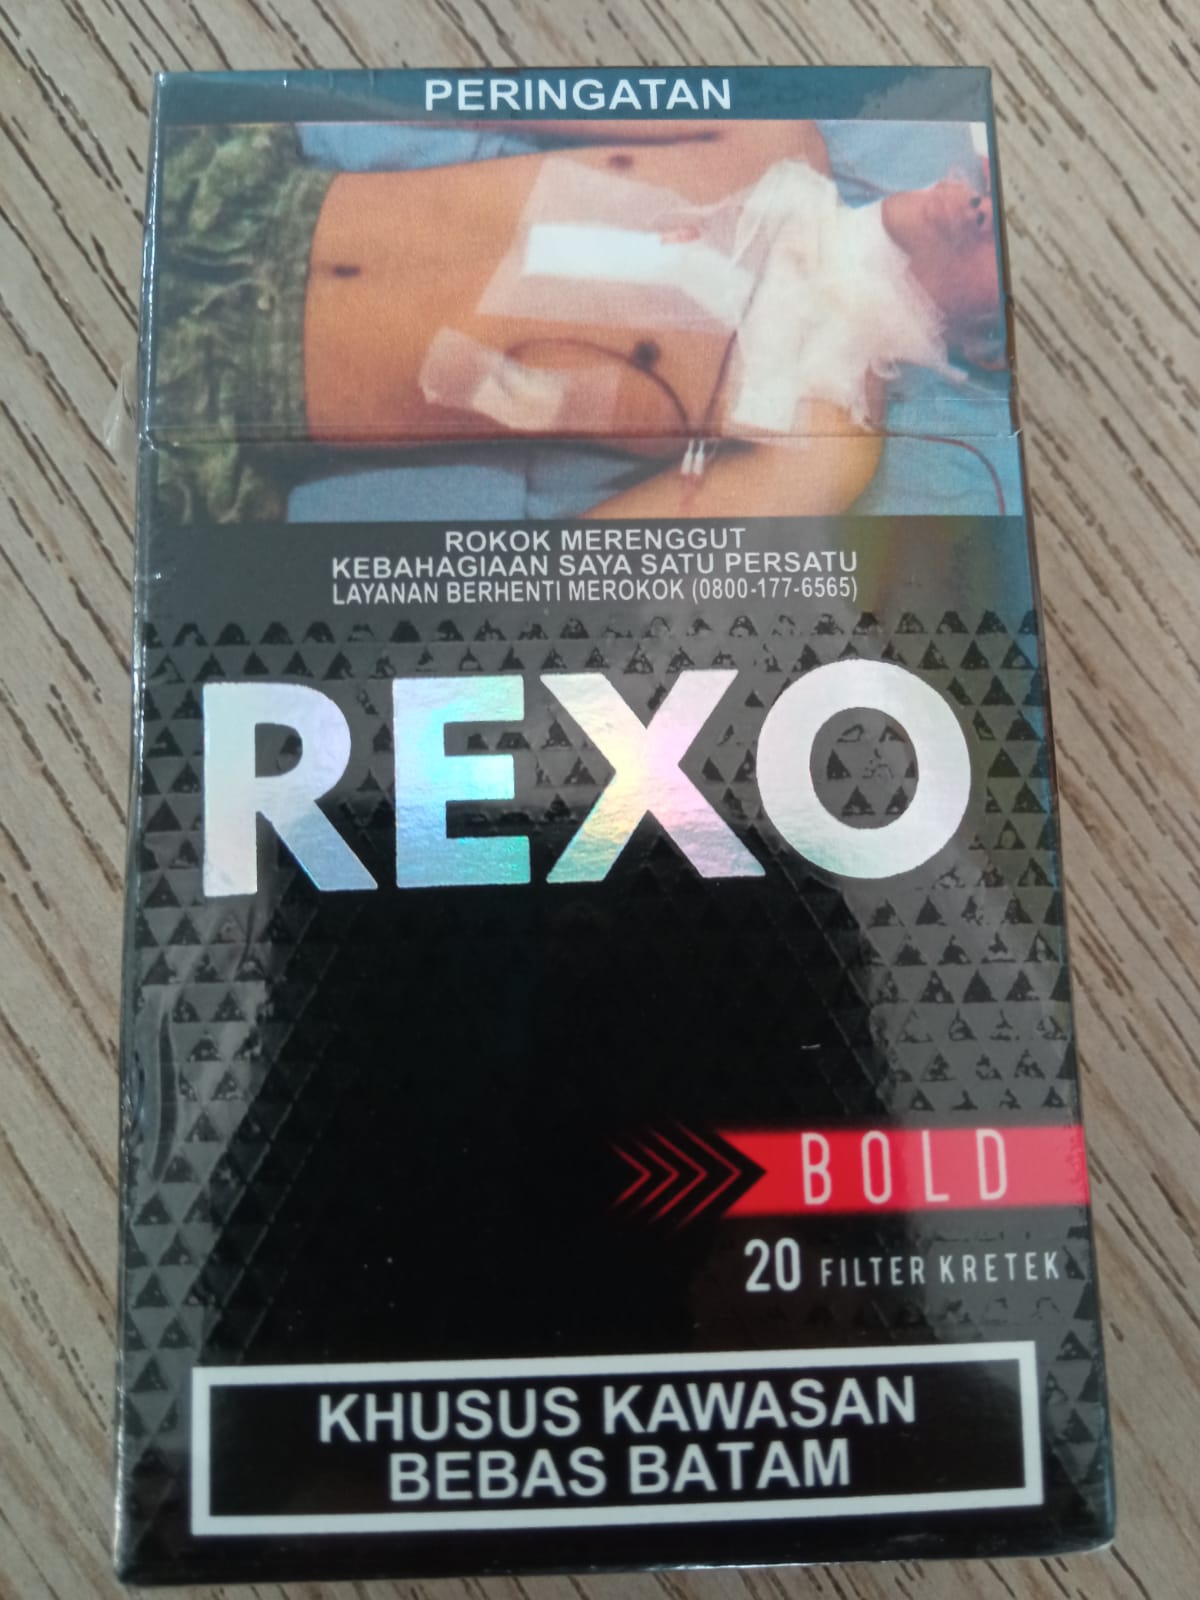 PERINGATAN
ROKOK MERENGGUT
KEBAHAGIAAN SAYA SATU PERSATU
LAYANAN BERHENTI MEROKOK (0800-177-6565)
REXO
BOLD
20 FILTER KRETEK
KHUSUS KAWASAN
BEBAS BATAM